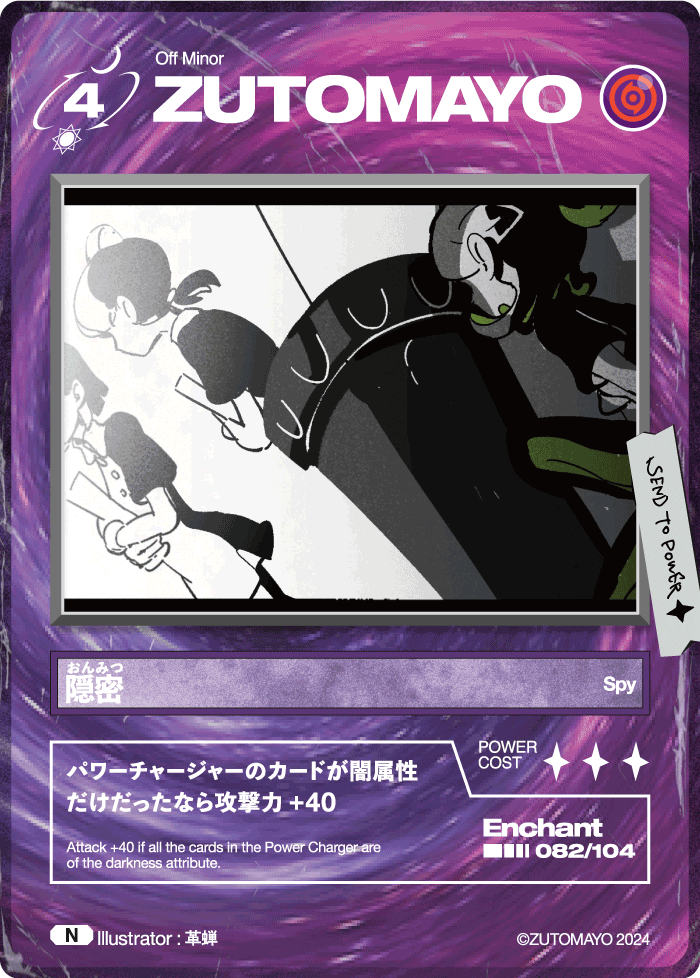 Off Minor
4
ZUTOMAYO
SEND TO POWER
おんみつ
隠密
Spy
パワーチャージャーのカードが闇属性
だけだったなら攻撃力 +40
Attack +40 if all the cards in the Power Charger are
of the darkness attribute.
POWER
COST
Enchant
082/104
N
Illustrator : 革蝉
©ZUTOMAYO 2024